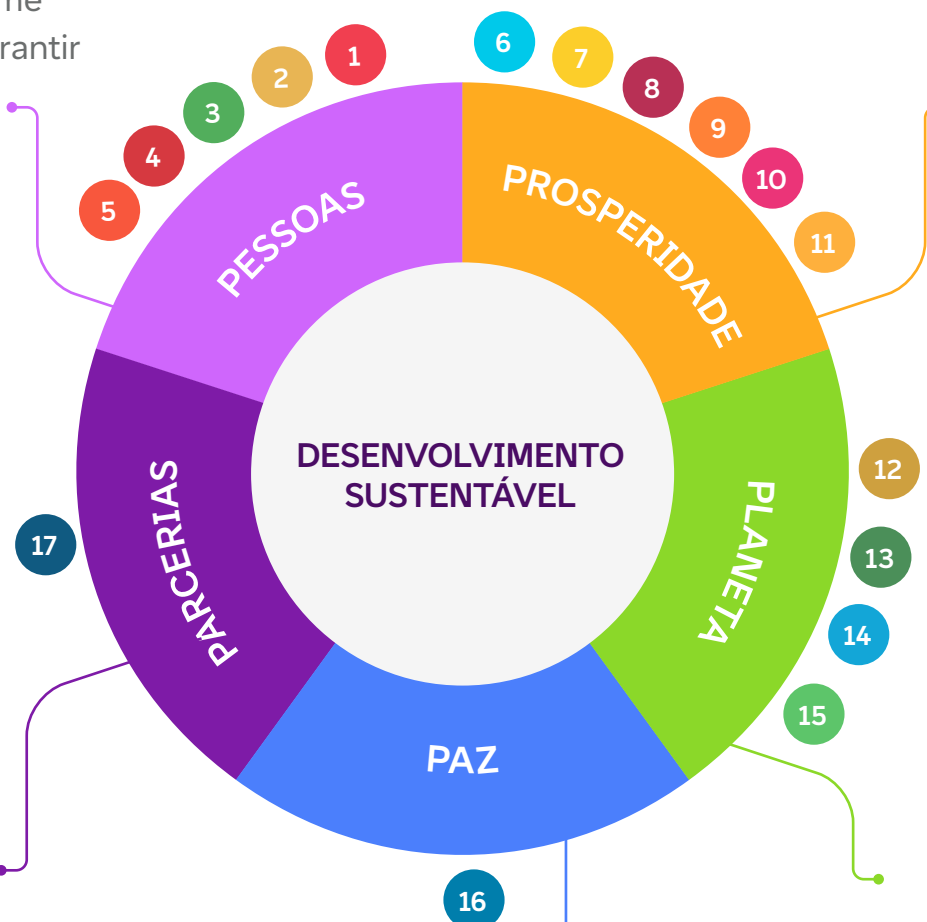 rantir
1
2
3
4
5
6
7
8
9
10
11
PESSOAS
PROSPERIDADE
DESENVOLVIMENTO
SUSTENTÁVEL
12
13
14
15
PLANETA
PARCERIAS
17
PAZ
16